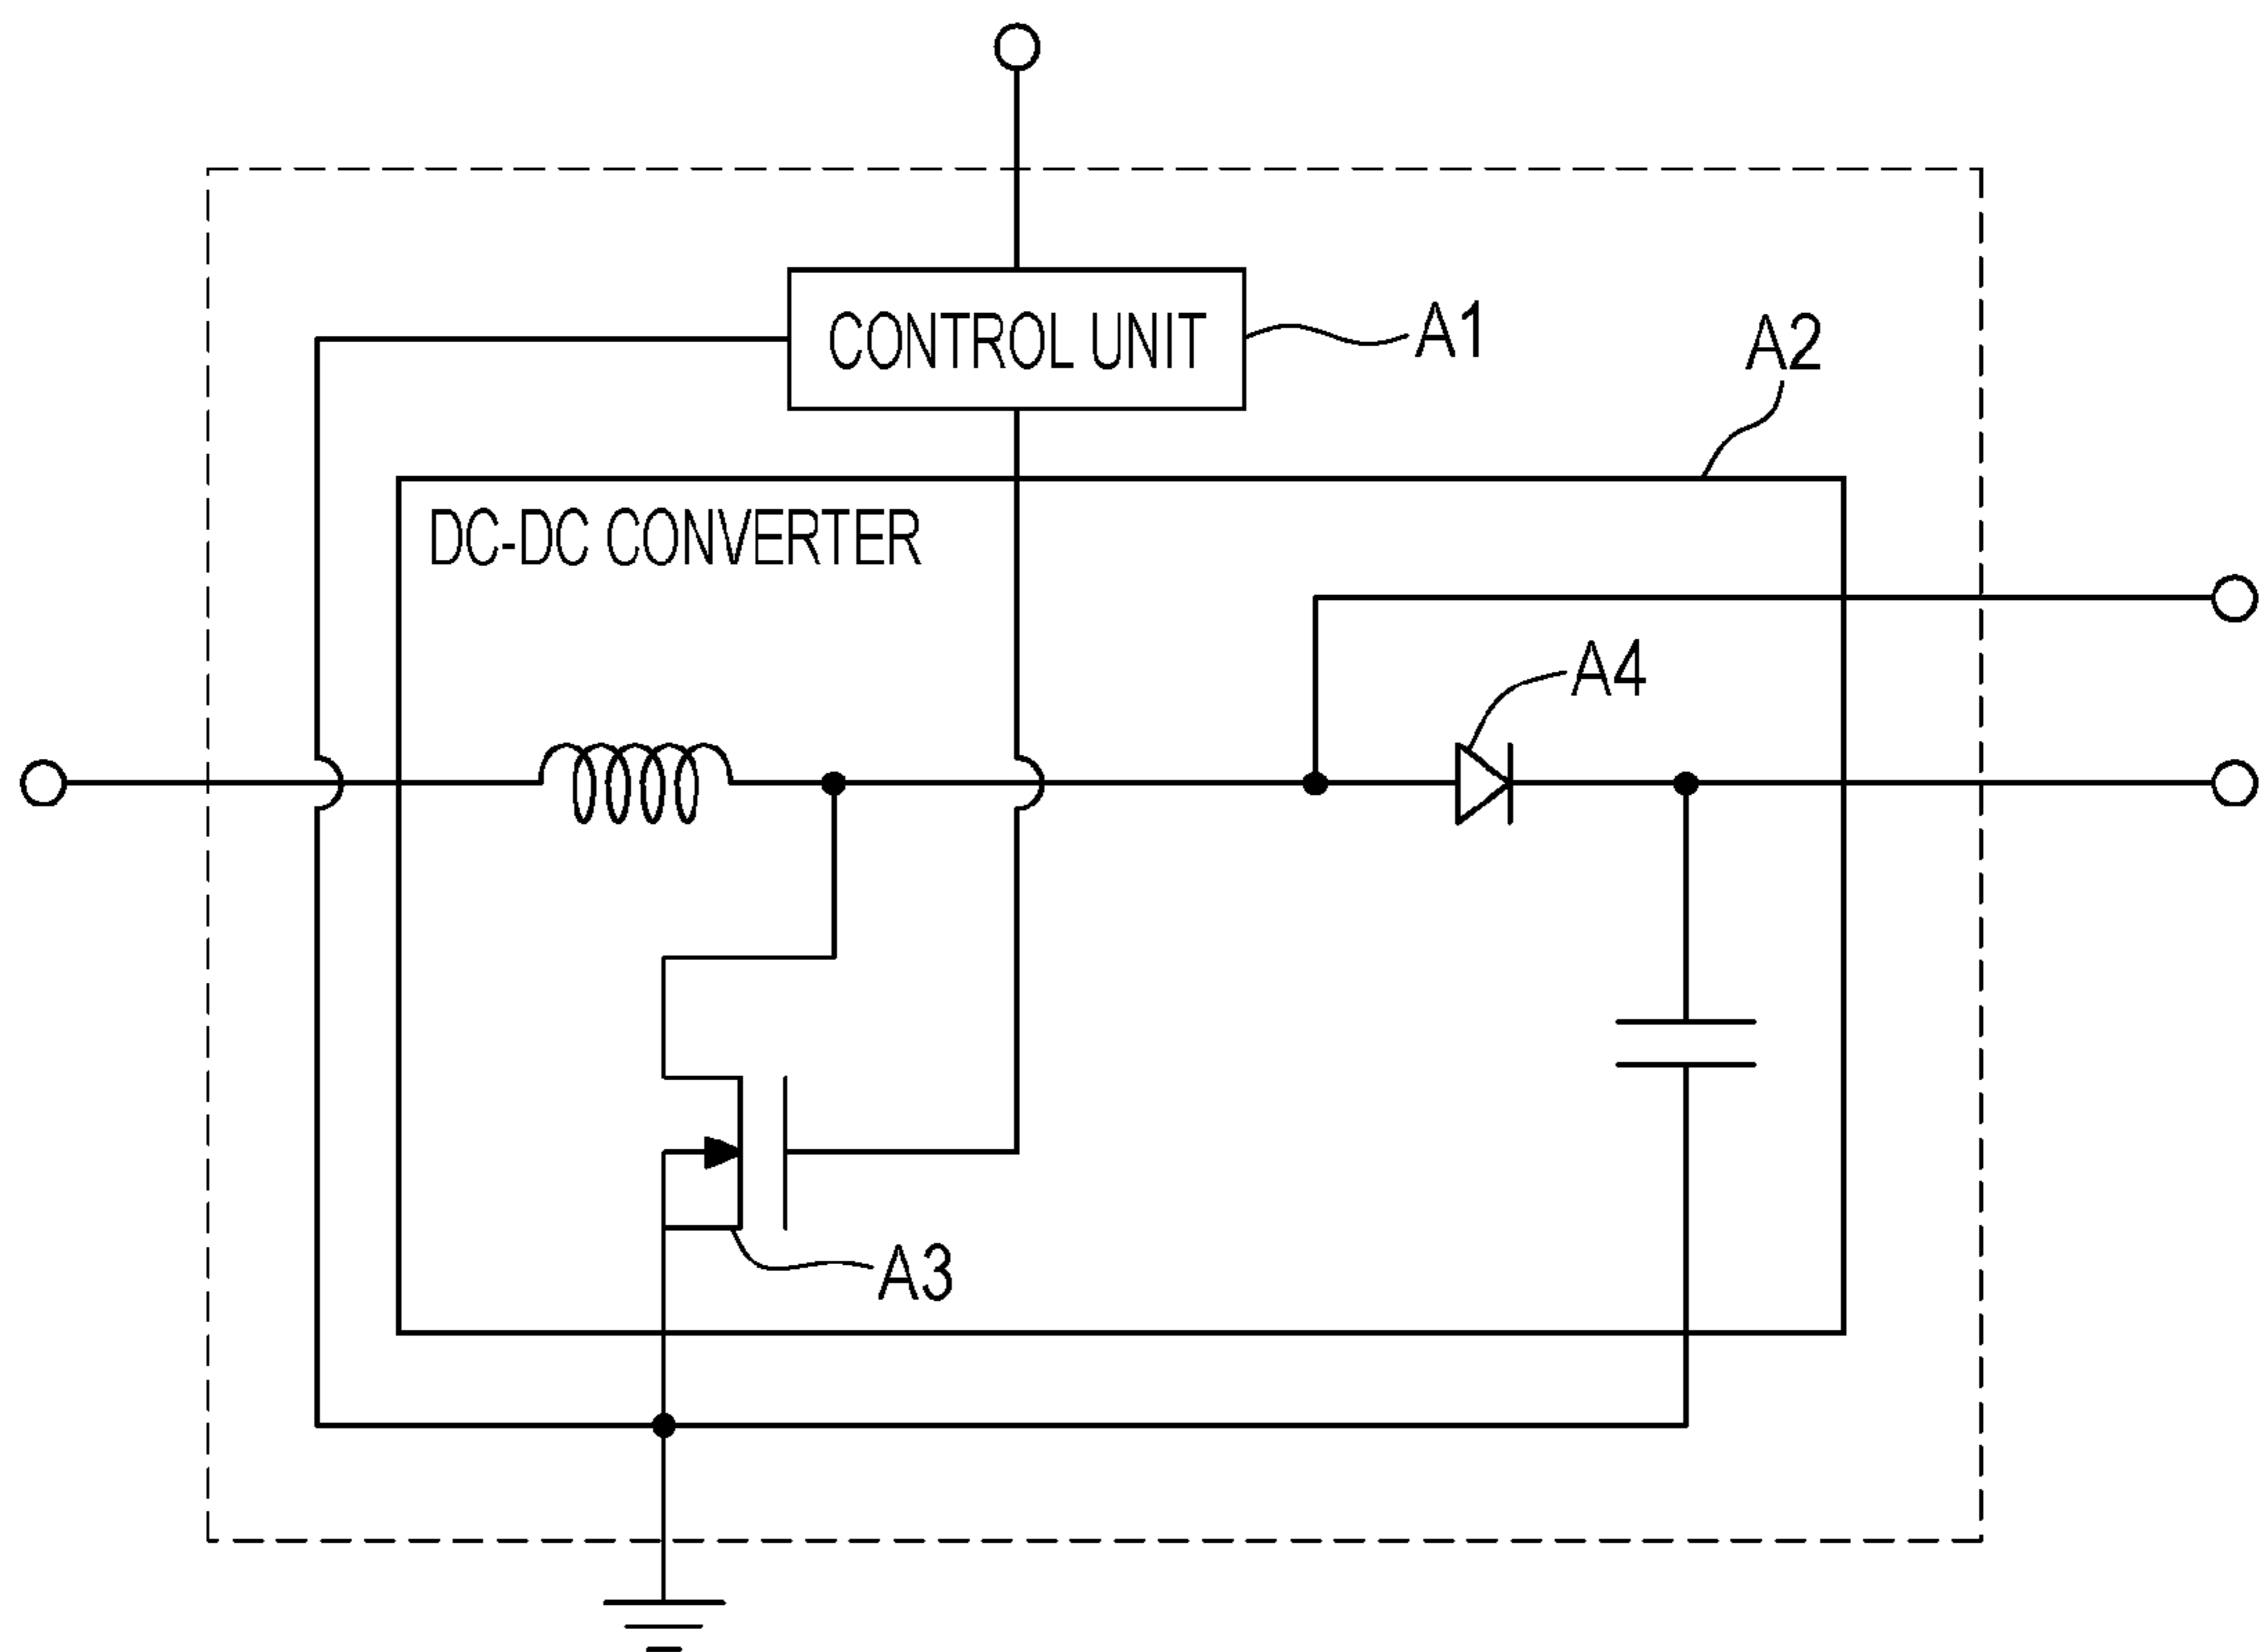 CONTROL UNIT
A1
A2
DC-DC CONVERTER
A4
A3